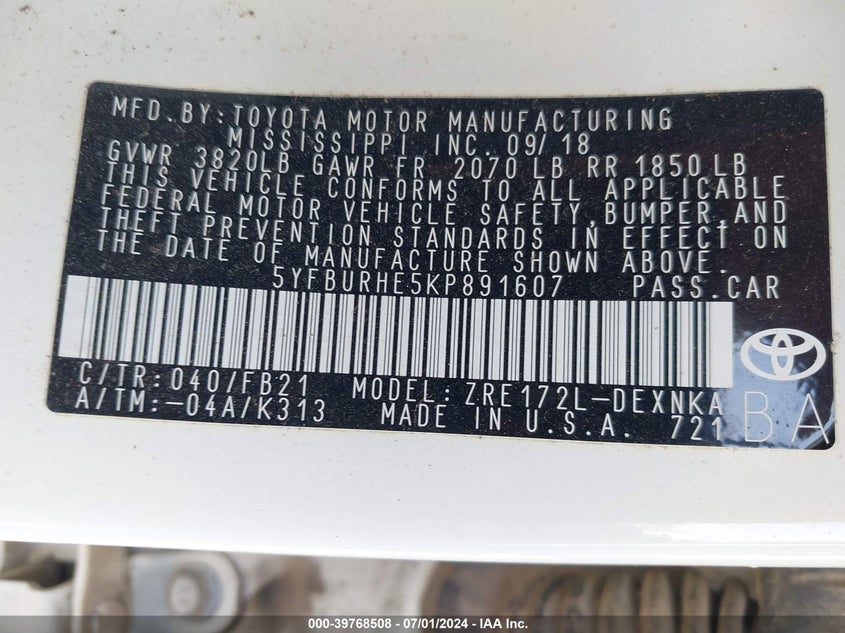 MFD.BY:TOYOTA MOTOR MANUFACTURING
MISSISSIPPI INC. 09/18
GVWR 3820LB GAWR FR 2070 LB RR 1850 LB
THIS VEHICLE CONFORMS TO ALL APPLICABLE
FEDERAL MOTOR VEHICLE SAFETY,BUMPER,AND
THEFT PREVENTION STANDARDS IN EFFECT ON
THE DATE OF MANUFACTURE SHOWN ABOVE.
5YFBURHE5KP891607 PASS.CAR
C/TR:040/FB21 MODEL:ZRE172L-DEXNKA
A/TM:-04A/K313 MADE IN U.S.A. 721
BA
000-39768508 - 07/01/2024 - IAA Inc.